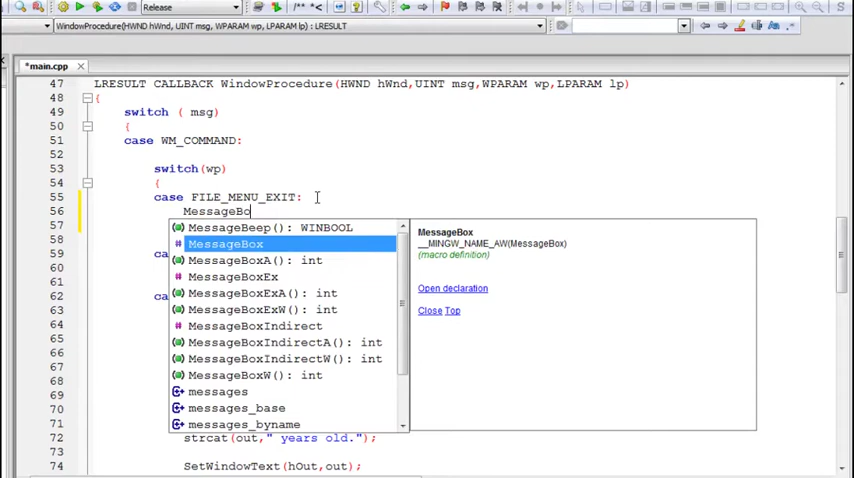 Release
WindowProcedure(HWND hWnd, UINT msg, WPARAM wp, LPARAM lp) : LRESULT
*main.cpp
47 LRESULT CALLBACK WindowProcedure(HWND hWnd,UINT msg,WPARAM wp,LPARAM lp)
48 {
49 switch ( msg)
50 {
51 case WM_COMMAND:
52
53 switch(wp)
54 {
55 case FILE_MENU_EXIT:
56 MessageBo
57 MessageBeep(): WINBOOL
MessageBox
MessageBoxA(): int
MessageBoxEx
MessageBoxExA(): int
MessageBoxExW(): int
MessageBoxIndirect
MessageBoxIndirectA(): int
MessageBoxIndirectW(): int
MessageBoxW(): int
messages
messages_base
messages_byname
MessageBox
__MINGW_NAME_AW(MessageBox)
(macro definition)
Open declaration
Close Top
58
59 ca
60
61
62 ca
63
64
65
66
67
68
69
70
71
72 strcat(out," years old.");
73
74 SetWindowText(hOut,out);